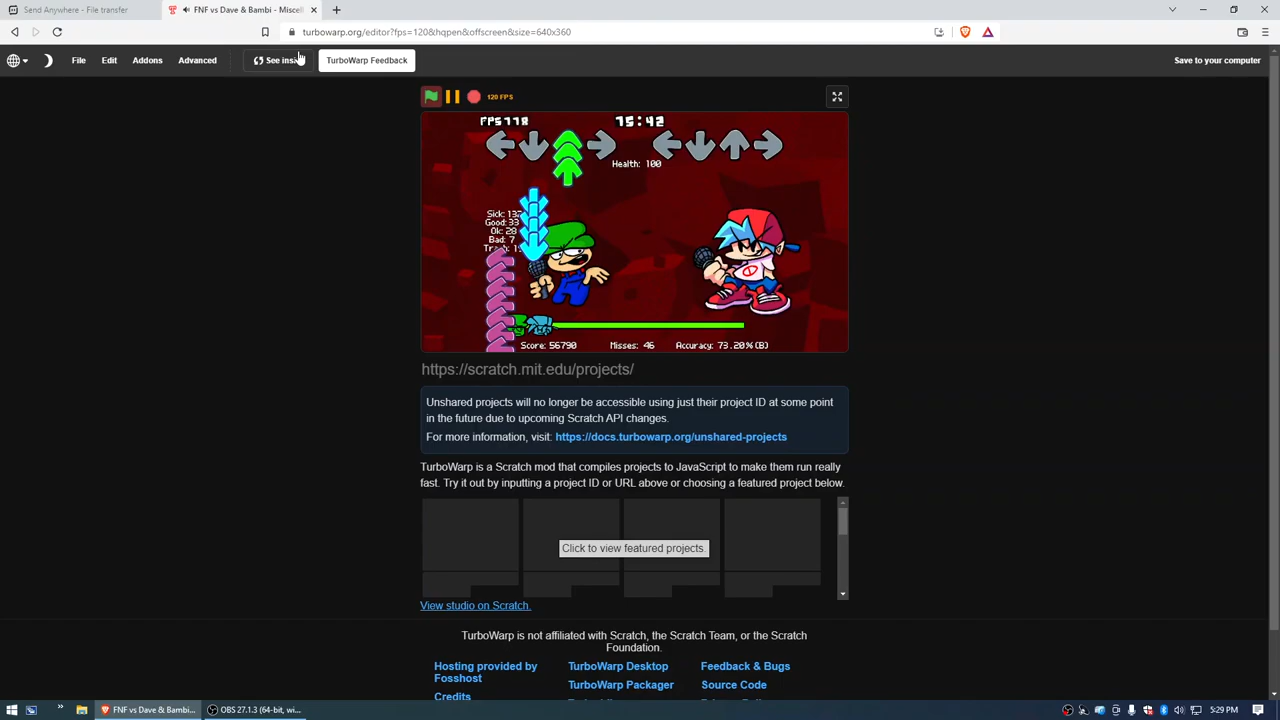 Send Anywhere - File transfer
FNF vs Dave & Bambi - Miscell
turbowarp.org/editor?fps=120&hqpen&offscreen&size=640x360
File Edit Addons Advanced
See insi
TurboWarp Feedback
Save to your computer
120 FPS
FPS 118
15:42
Health: 100
Sick: 137
Good: 33
Ok: 28
Bad: 7
Score: 56790 Misses: 46 Accuracy: 73.20%(B)
https://scratch.mit.edu/projects/
Unshared projects will no longer be accessible using just their project ID at some point
in the future due to upcoming Scratch API changes.
For more information, visit: https://docs.turbowarp.org/unshared-projects
TurboWarp is a Scratch mod that compiles projects to JavaScript to make them run really
fast. Try it out by inputting a project ID or URL above or choosing a featured project below.
Click to view featured projects.
View studio on Scratch.
TurboWarp is not affiliated with Scratch, the Scratch Team, or the Scratch
Foundation.
Hosting provided by
Fosshost
TurboWarp Desktop
Feedback & Bugs
Credits
TurboWarp Packager
Source Code
FNF vs Dave & Bambi...
OBS 27.1.3 (64-bit, wi...
5:29 PM